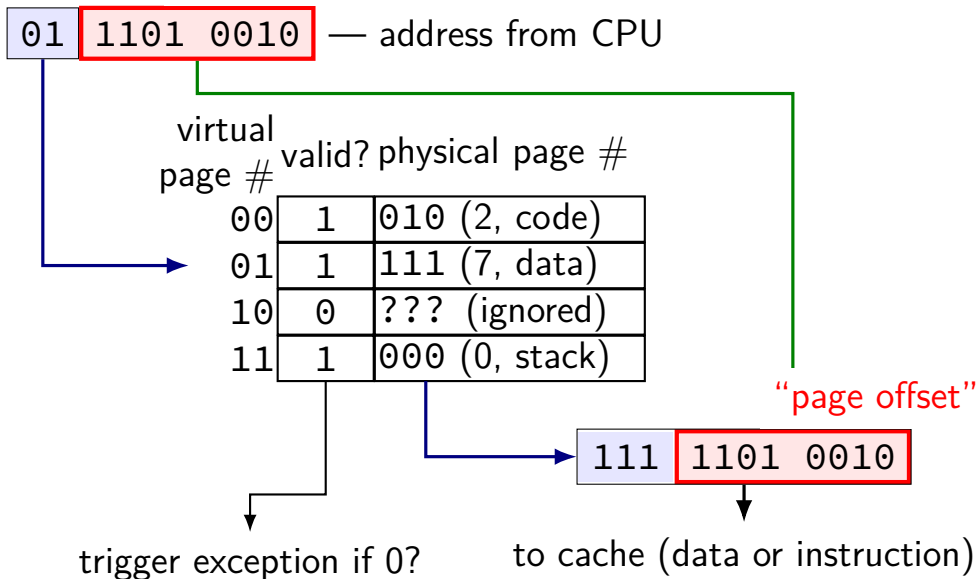 01 1101 0010 — address from CPU
virtual
page # valid? physical page #
00 1 010 (2, code)
01 1 111 (7, data)
10 0 ??? (ignored)
11 1 000 (0, stack)
“page offset”
111 1101 0010
trigger exception if 0?
to cache (data or instruction)